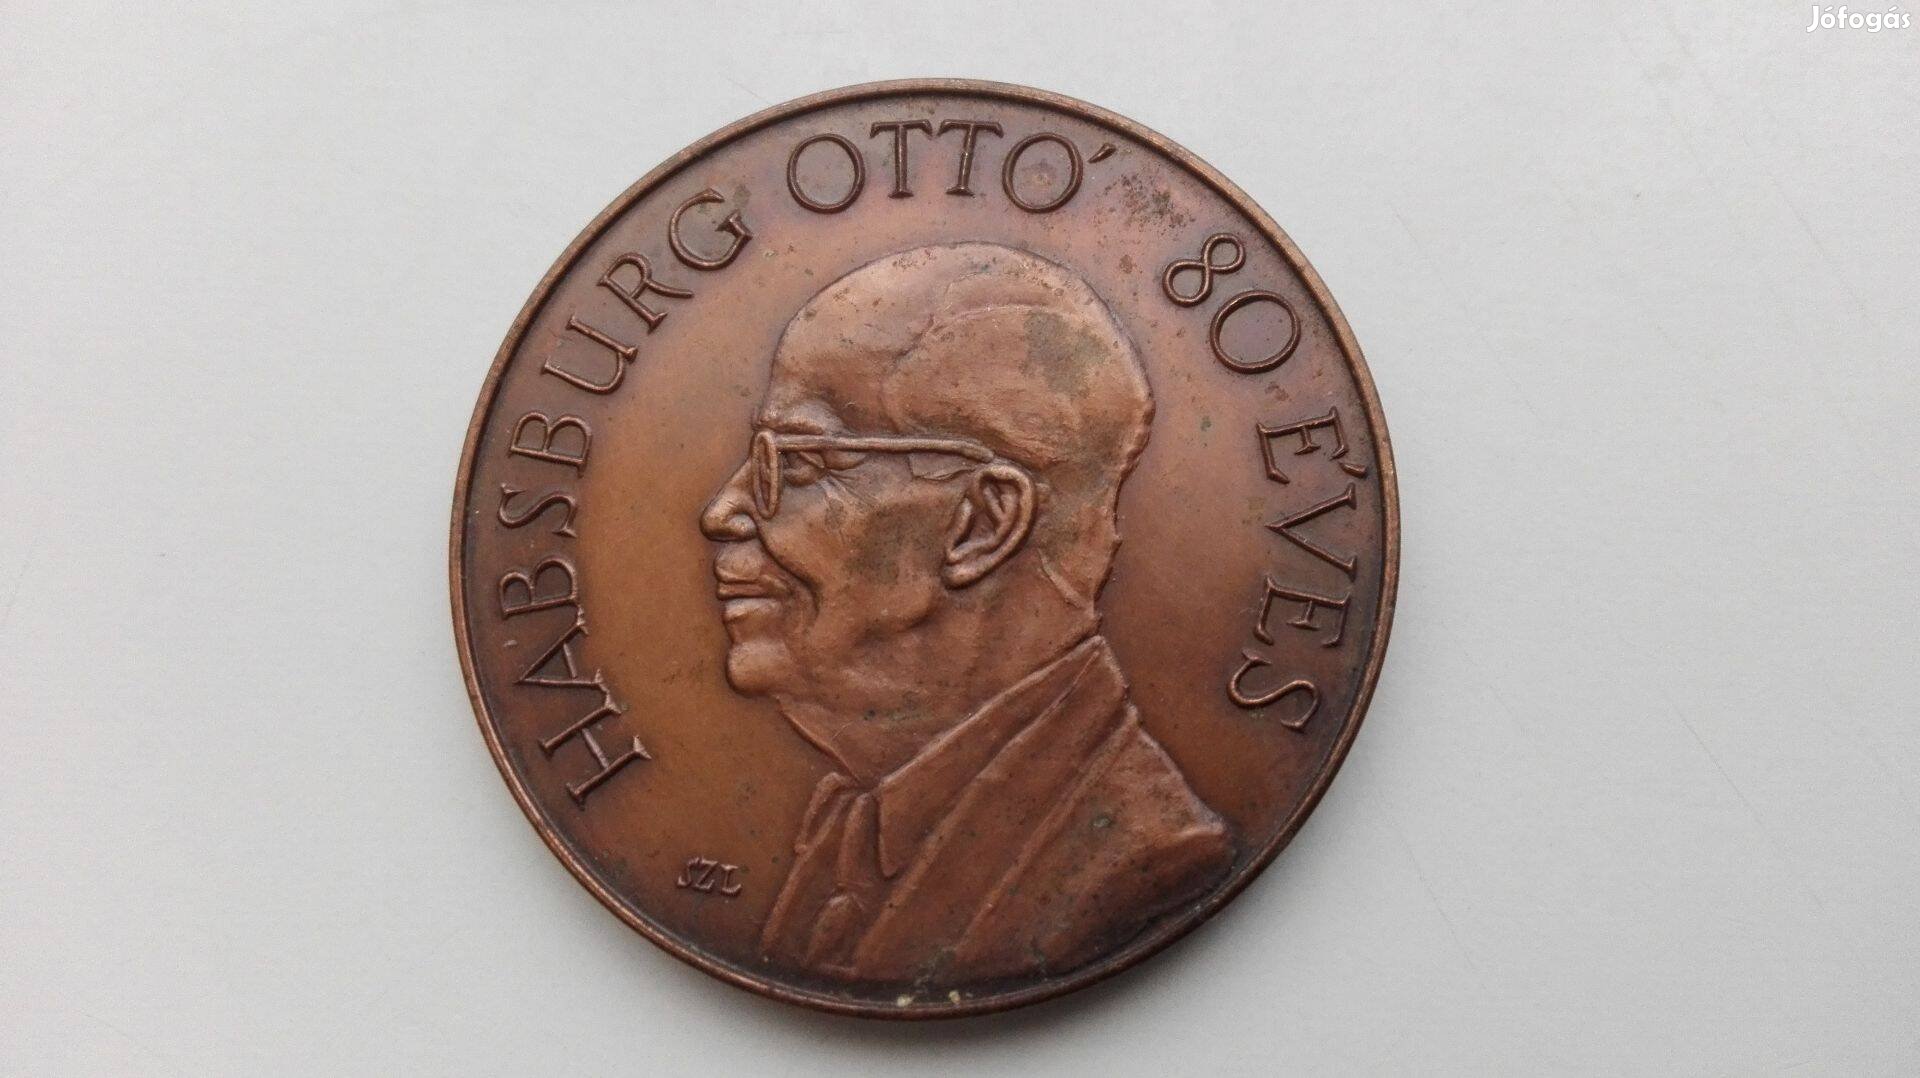 Jófogás
HABSBURG OTTÓ 80 ÉVES
SZL